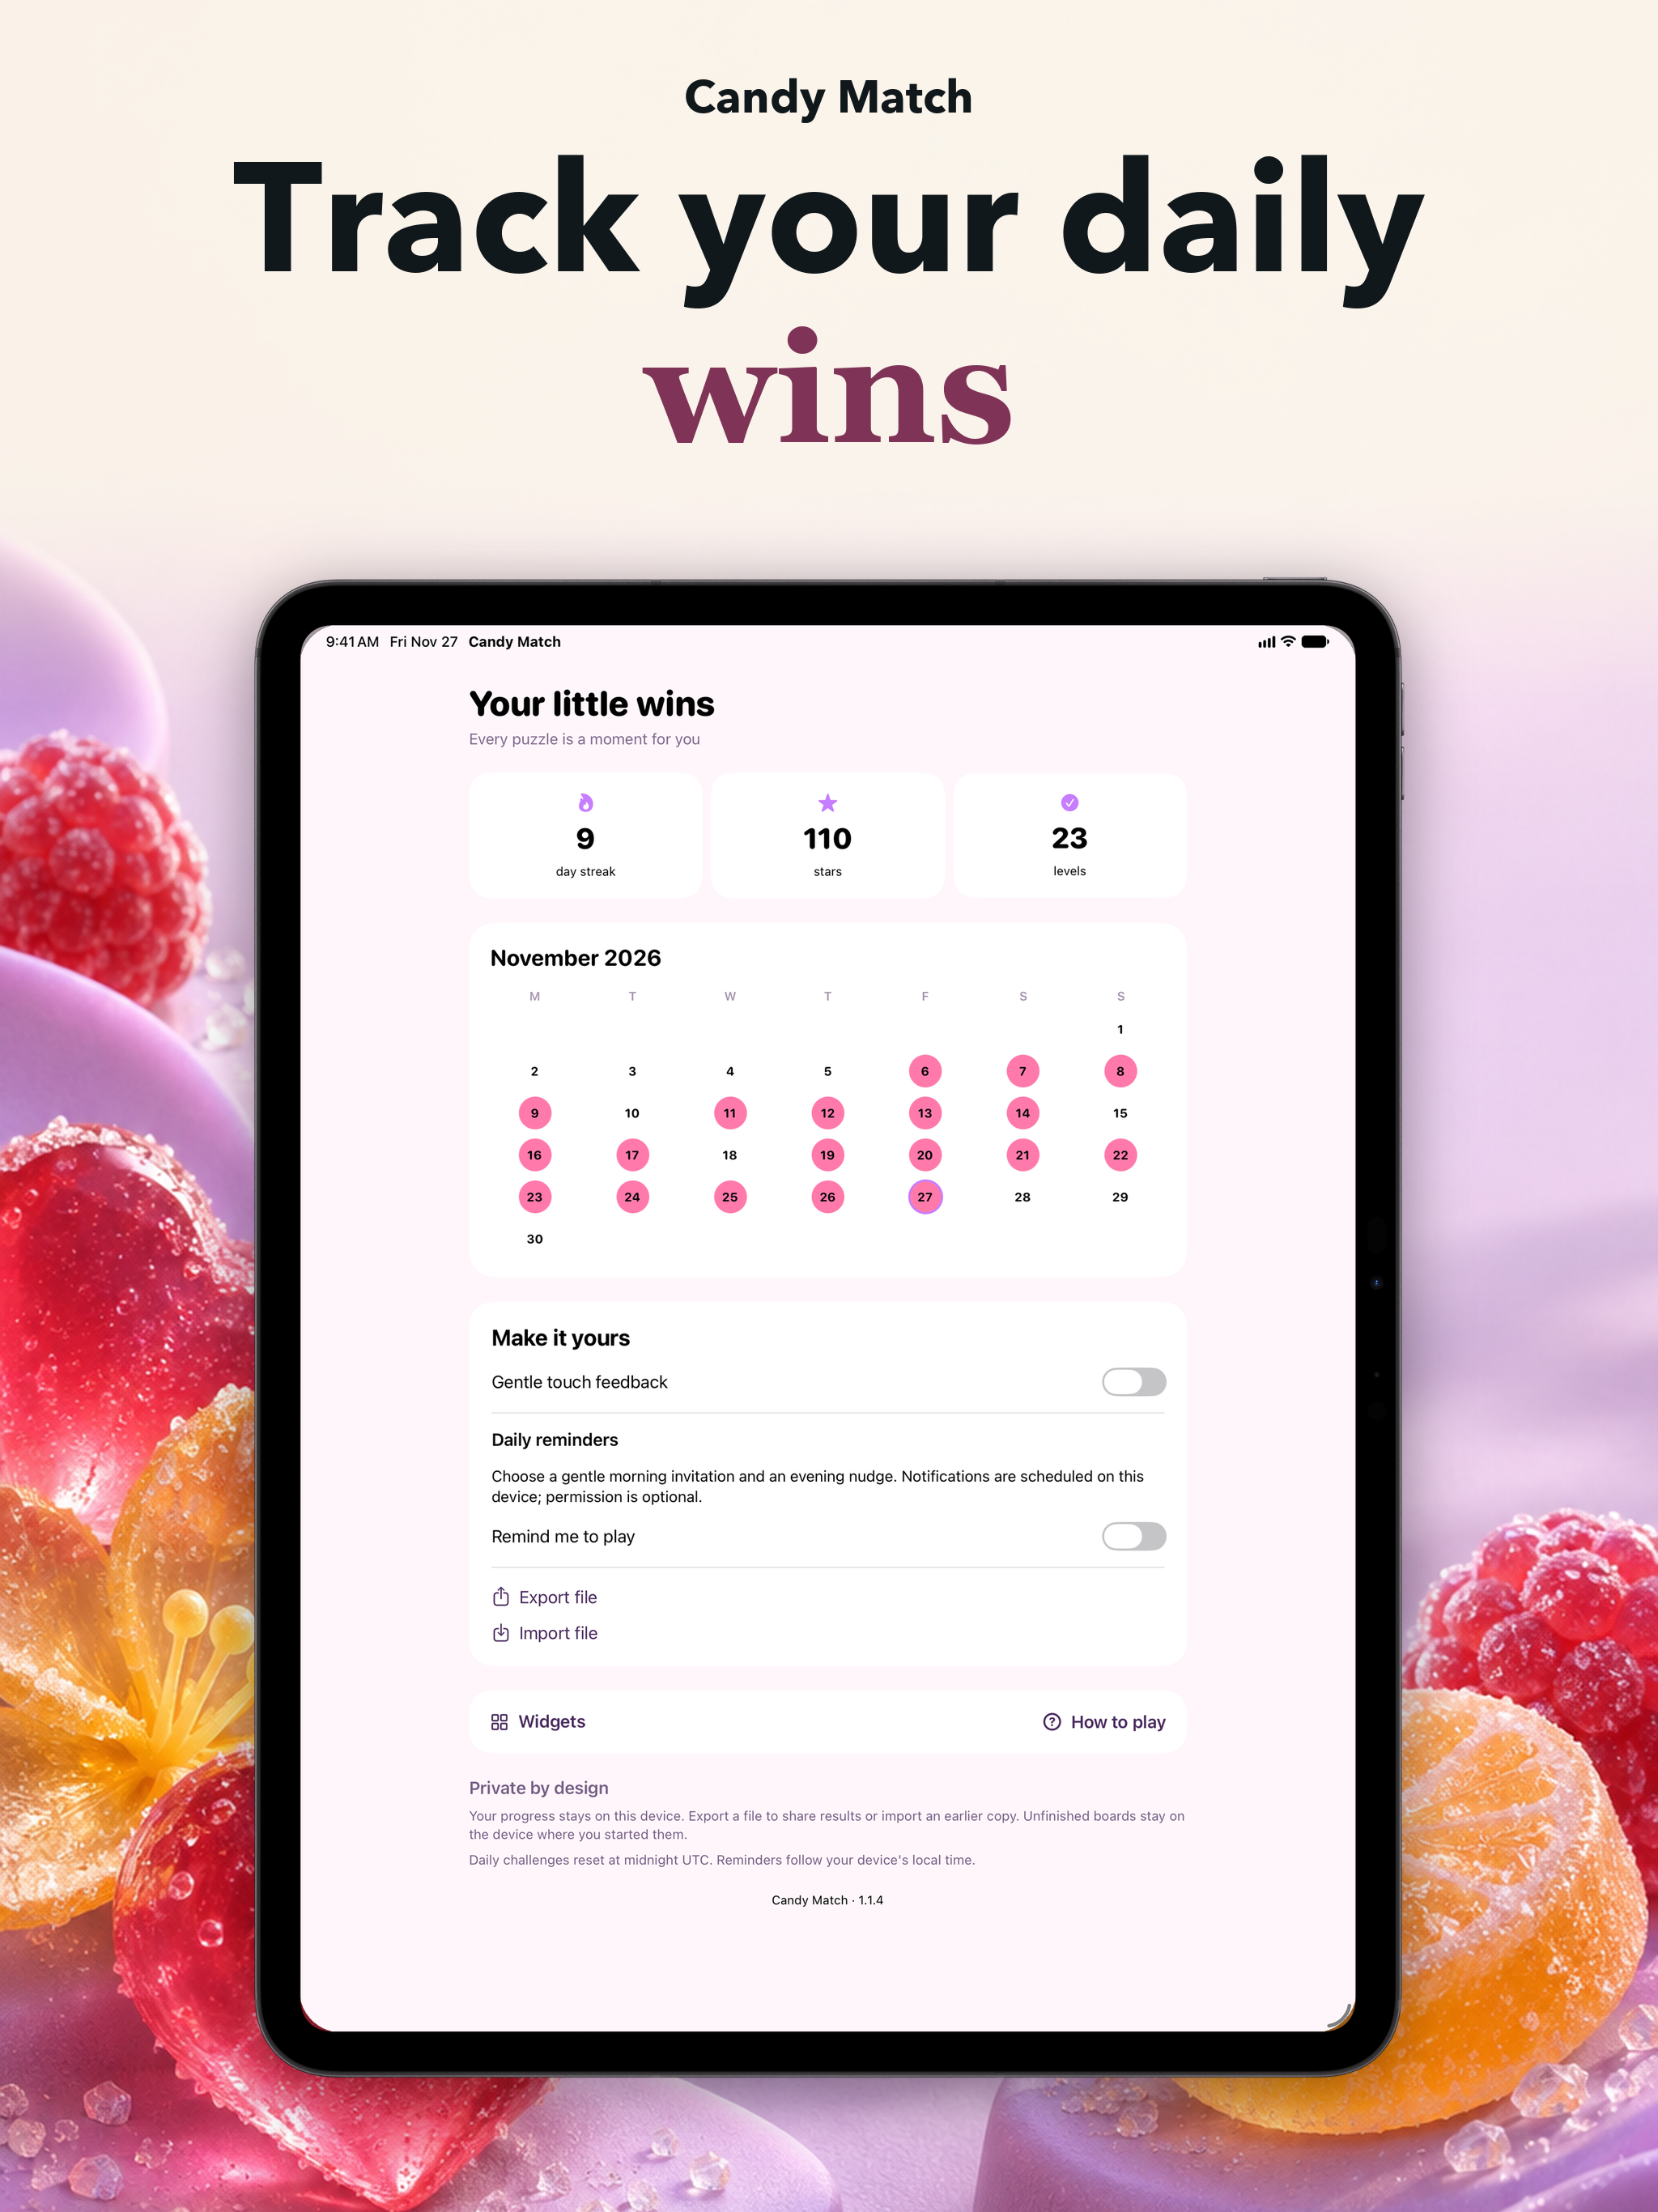 Candy Match
Track your daily
wins
9:41 AM Fri Nov 27 Candy Match
Your little wins
Every puzzle is a moment for you
9
day streak
110
stars
23
levels
November 2026
M T W T F S S
1
2 3 4 5 6 7 8
9 10 11 12 13 14 15
16 17 18 19 20 21 22
23 24 25 26 27 28 29
30
Make it yours
Gentle touch feedback
Daily reminders
Choose a gentle morning invitation and an evening nudge. Notifications are scheduled on this
device; permission is optional.
Remind me to play
Export file
Import file
Widgets
How to play
Private by design
Your progress stays on this device. Export a file to share results or import an earlier copy. Unfinished boards stay on
the device where you started them.
Daily challenges reset at midnight UTC. Reminders follow your device's local time.
Candy Match · 1.1.4